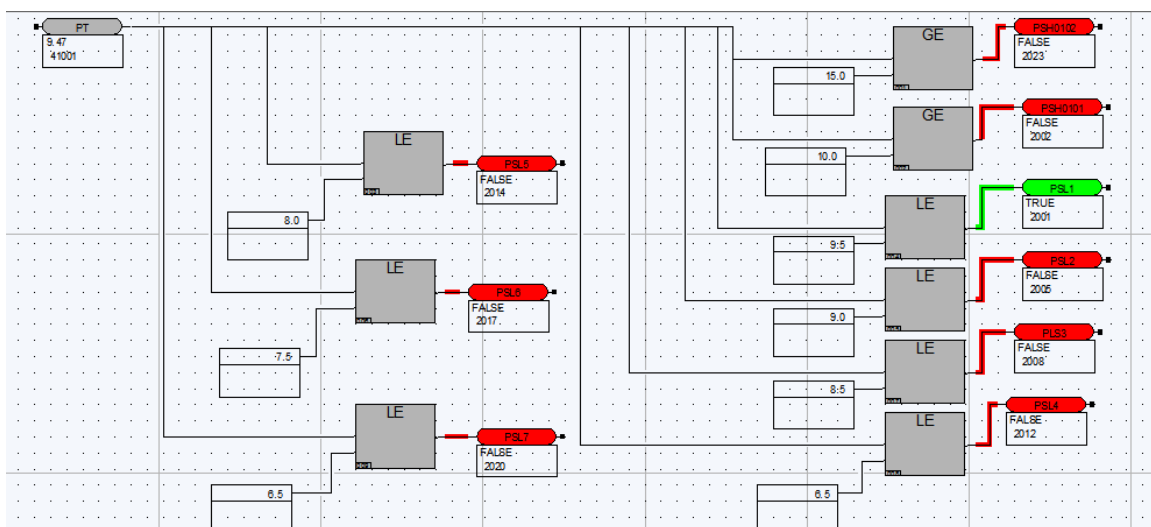 PT
9.47
41001
GE
PSH0102
FALSE
2023
15.0
GE
PSH0101
FALSE
2002
10.0
LE
PSL5
FALSE
2014
8.0
LE
PSL1
TRUE
2001
9.5
LE
PSL6
FALSE
2017
7.5
LE
PSL2
FALSE
2005
9.0
LE
PLS3
FALSE
2008
8.5
LE
PSL7
FALSE
2020
6.5
LE
PSL4
FALSE
2012
6.5